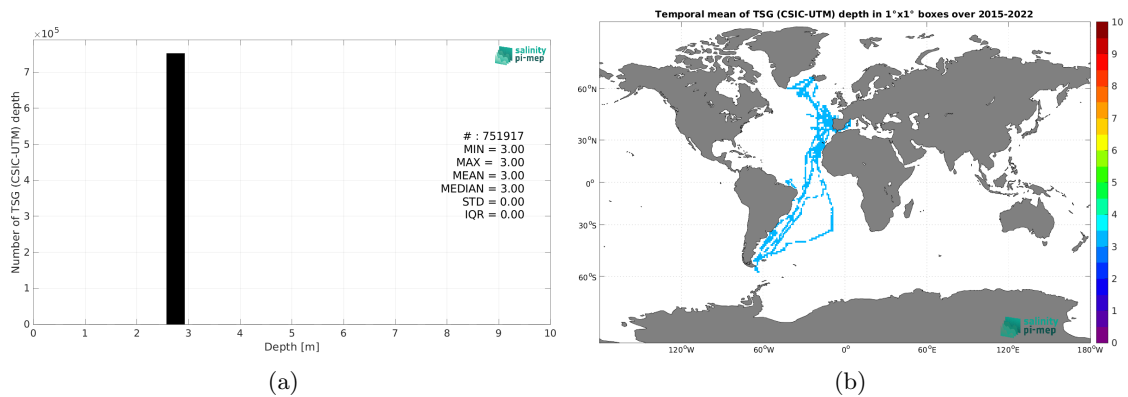 ×10⁵
7
6
5
4
3
2
1
0
Number of TSG (CSIC-UTM) depth
salinity
pi-mep
# : 751917
MIN = 3.00
MAX = 3.00
MEAN = 3.00
MEDIAN = 3.00
STD = 0.00
IQR = 0.00
0 1 2 3 4 5 6 7 8 9 10
Depth [m]
(a)
Temporal mean of TSG (CSIC-UTM) depth in 1°x1° boxes over 2015-2022
60°N
30°N
0°
30°S
60°S
120°W 60°W 0° 60°E 120°E 180°W
salinity
pi-mep
10
9
8
7
6
5
4
3
2
1
0
(b)